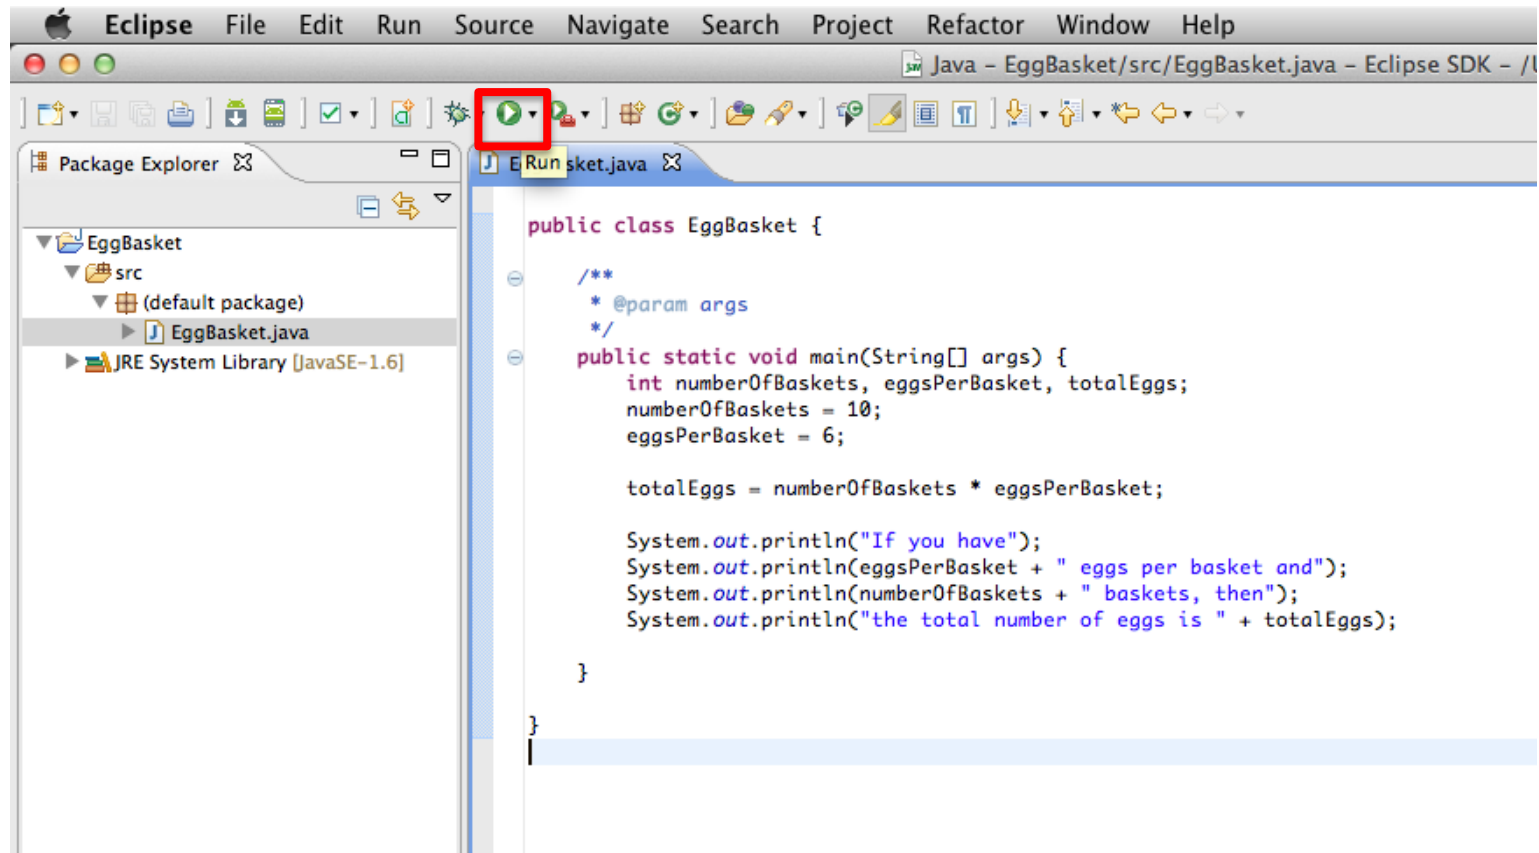 Eclipse File Edit Run Source Navigate Search Project Refactor Window Help
Java – EggBasket/src/EggBasket.java – Eclipse SDK – /U
Package Explorer
Run sket.java
EggBasket
src
(default package)
EggBasket.java
JRE System Library [JavaSE-1.6]
public class EggBasket {
/**
* @param args
*/
public static void main(String[] args) {
int numberOfBaskets, eggsPerBasket, totalEggs;
numberOfBaskets = 10;
eggsPerBasket = 6;
totalEggs = numberOfBaskets * eggsPerBasket;
System.out.println("If you have");
System.out.println(eggsPerBasket + " eggs per basket and");
System.out.println(numberOfBaskets + " baskets, then");
System.out.println("the total number of eggs is " + totalEggs);
}
}